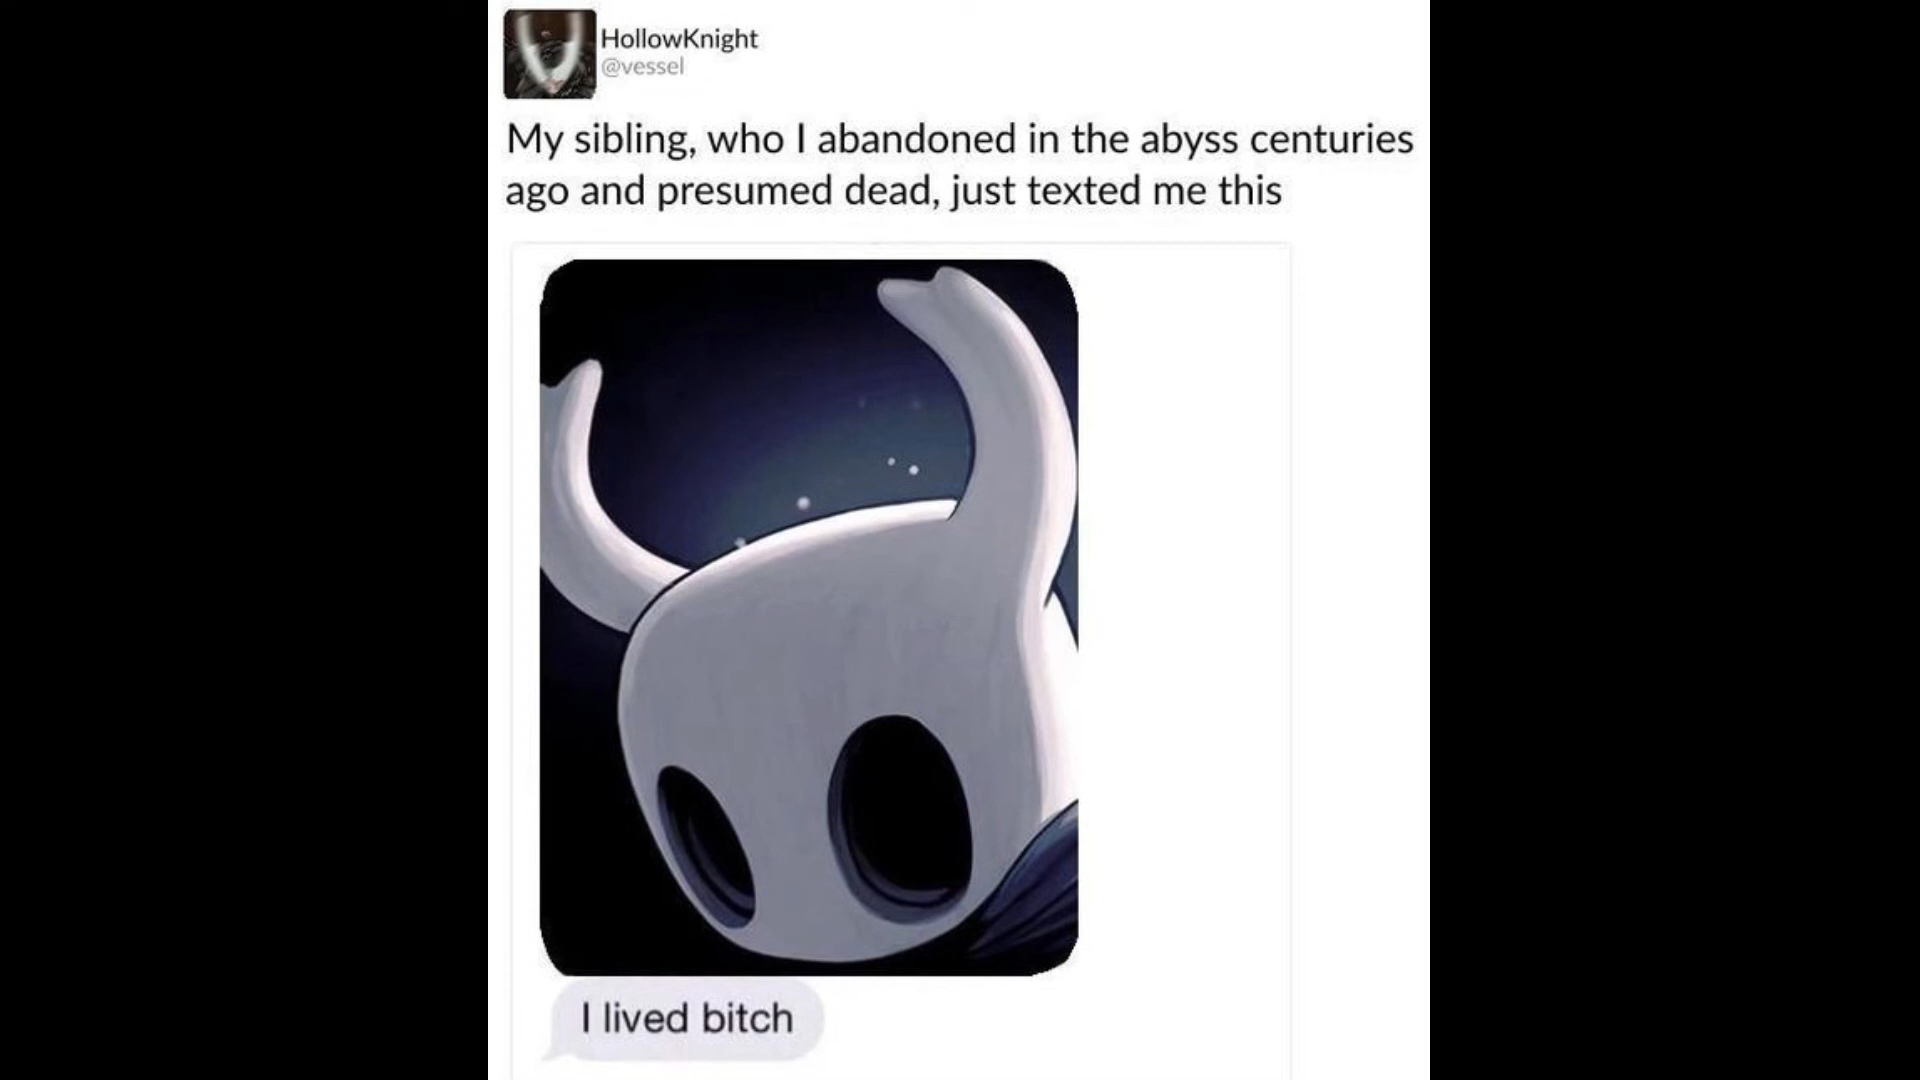 HollowKnight
@vessel
My sibling, who I abandoned in the abyss centuries
ago and presumed dead, just texted me this
I lived bitch